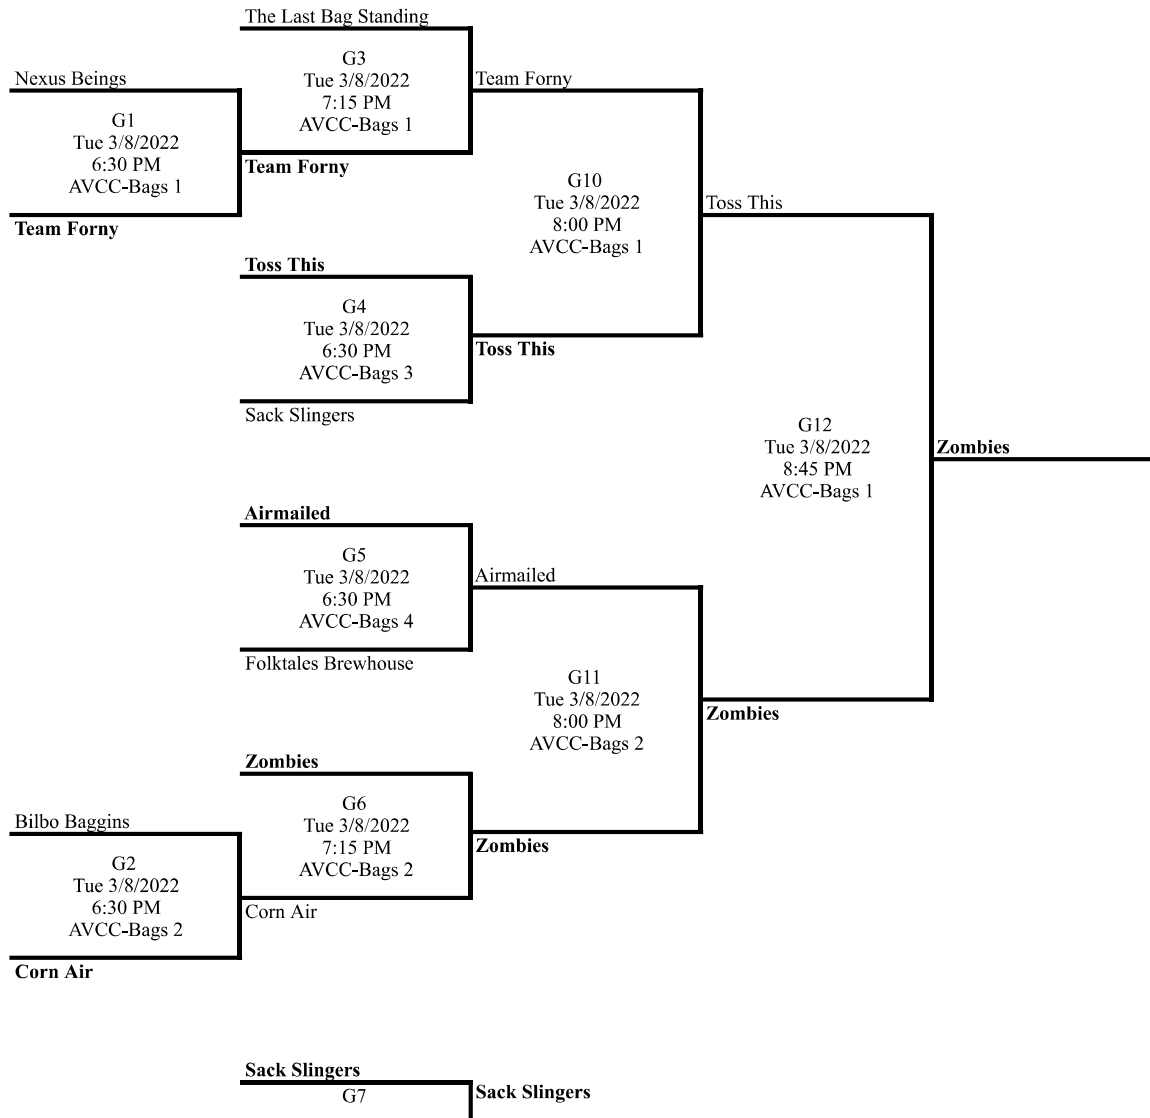 The Last Bag Standing
G3
Tue 3/8/2022
7:15 PM
AVCC-Bags 1
Nexus Beings
Team Forny
G1
Tue 3/8/2022
6:30 PM
AVCC-Bags 1
Team Forny
Team Forny
G10
Tue 3/8/2022
8:00 PM
AVCC-Bags 1
Toss This
Toss This
G4
Tue 3/8/2022
6:30 PM
AVCC-Bags 3
Toss This
Sack Slingers
G12
Tue 3/8/2022
8:45 PM
AVCC-Bags 1
Zombies
Airmailed
G5
Tue 3/8/2022
6:30 PM
AVCC-Bags 4
Airmailed
Folktales Brewhouse
G11
Tue 3/8/2022
8:00 PM
AVCC-Bags 2
Zombies
Zombies
G6
Tue 3/8/2022
7:15 PM
AVCC-Bags 2
Zombies
Bilbo Baggins
G2
Tue 3/8/2022
6:30 PM
AVCC-Bags 2
Corn Air
Corn Air
Sack Slingers
G7
Sack Slingers